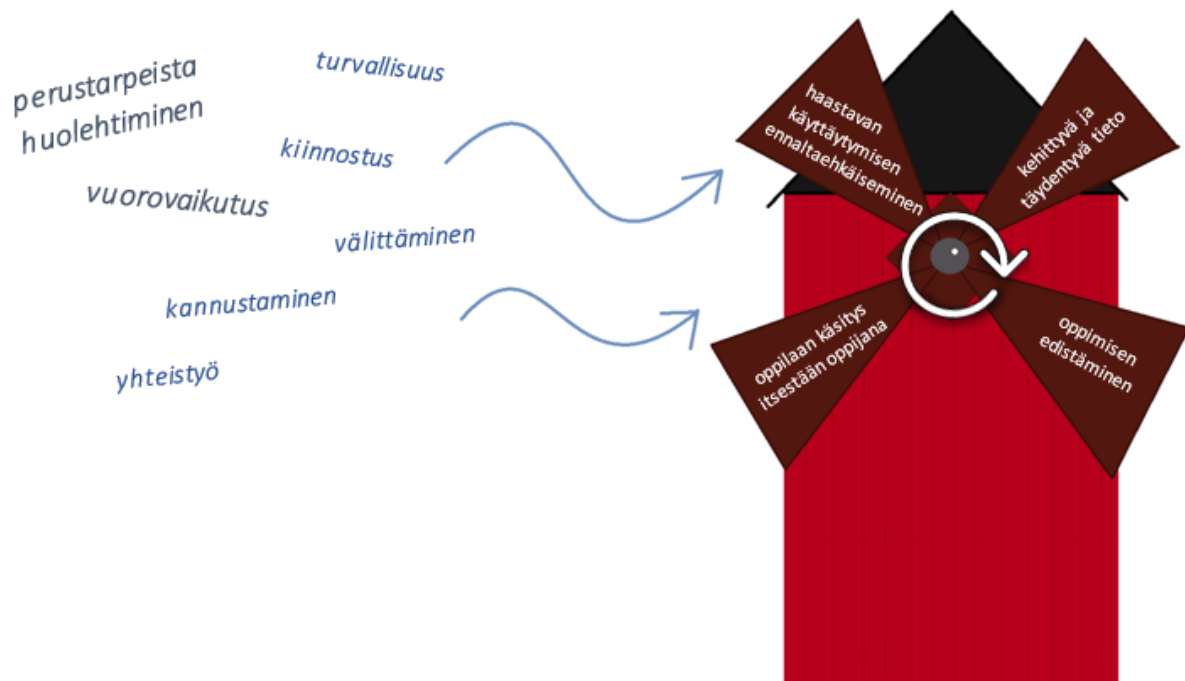 perustarpeista
huolehtiminen
turvallisuus
kiinnostus
vuorovaikutus
välittäminen
kannustaminen
yhteistyö
haastavan
käyttäytymisen
ennaltaehkäiseminen
kehittyvä ja
täydentyvä tieto
oppilaan käsitys
itsestään oppijana
oppimisen
edistäminen